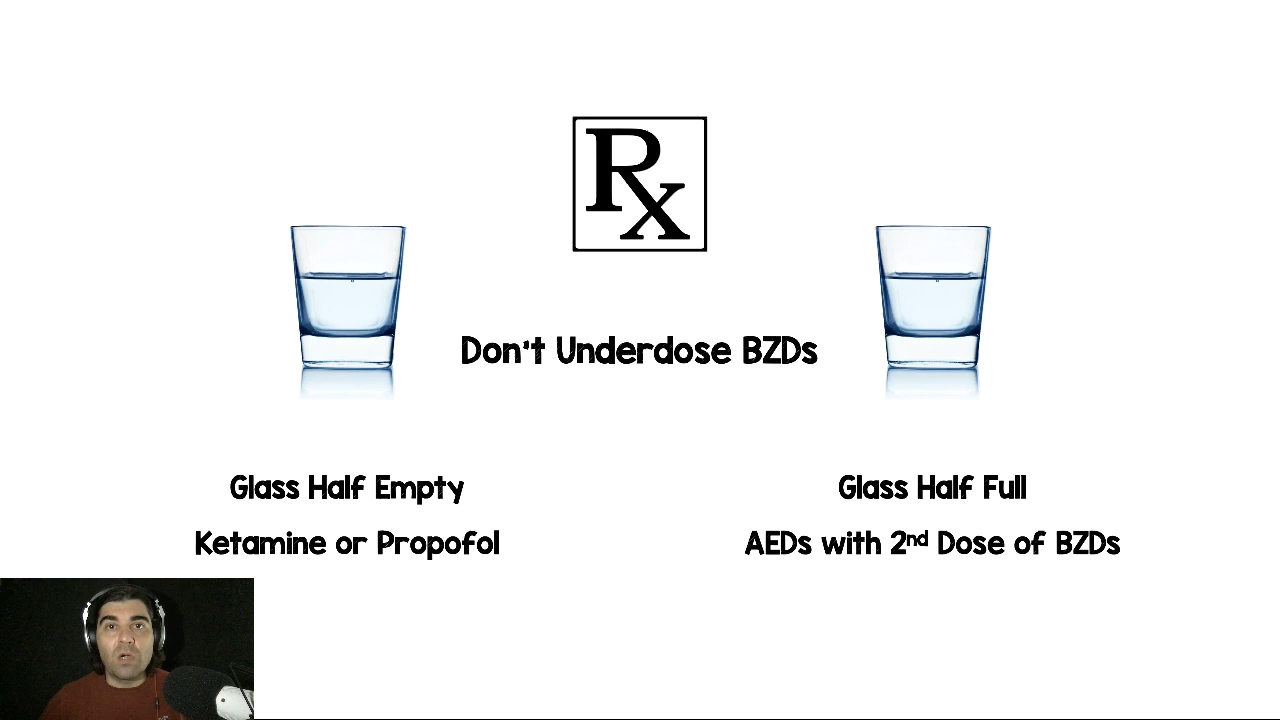 Rx
Don't Underdose BZDs
Glass Half Empty
Ketamine or Propofol
Glass Half Full
AEDs with 2nd Dose of BZDs